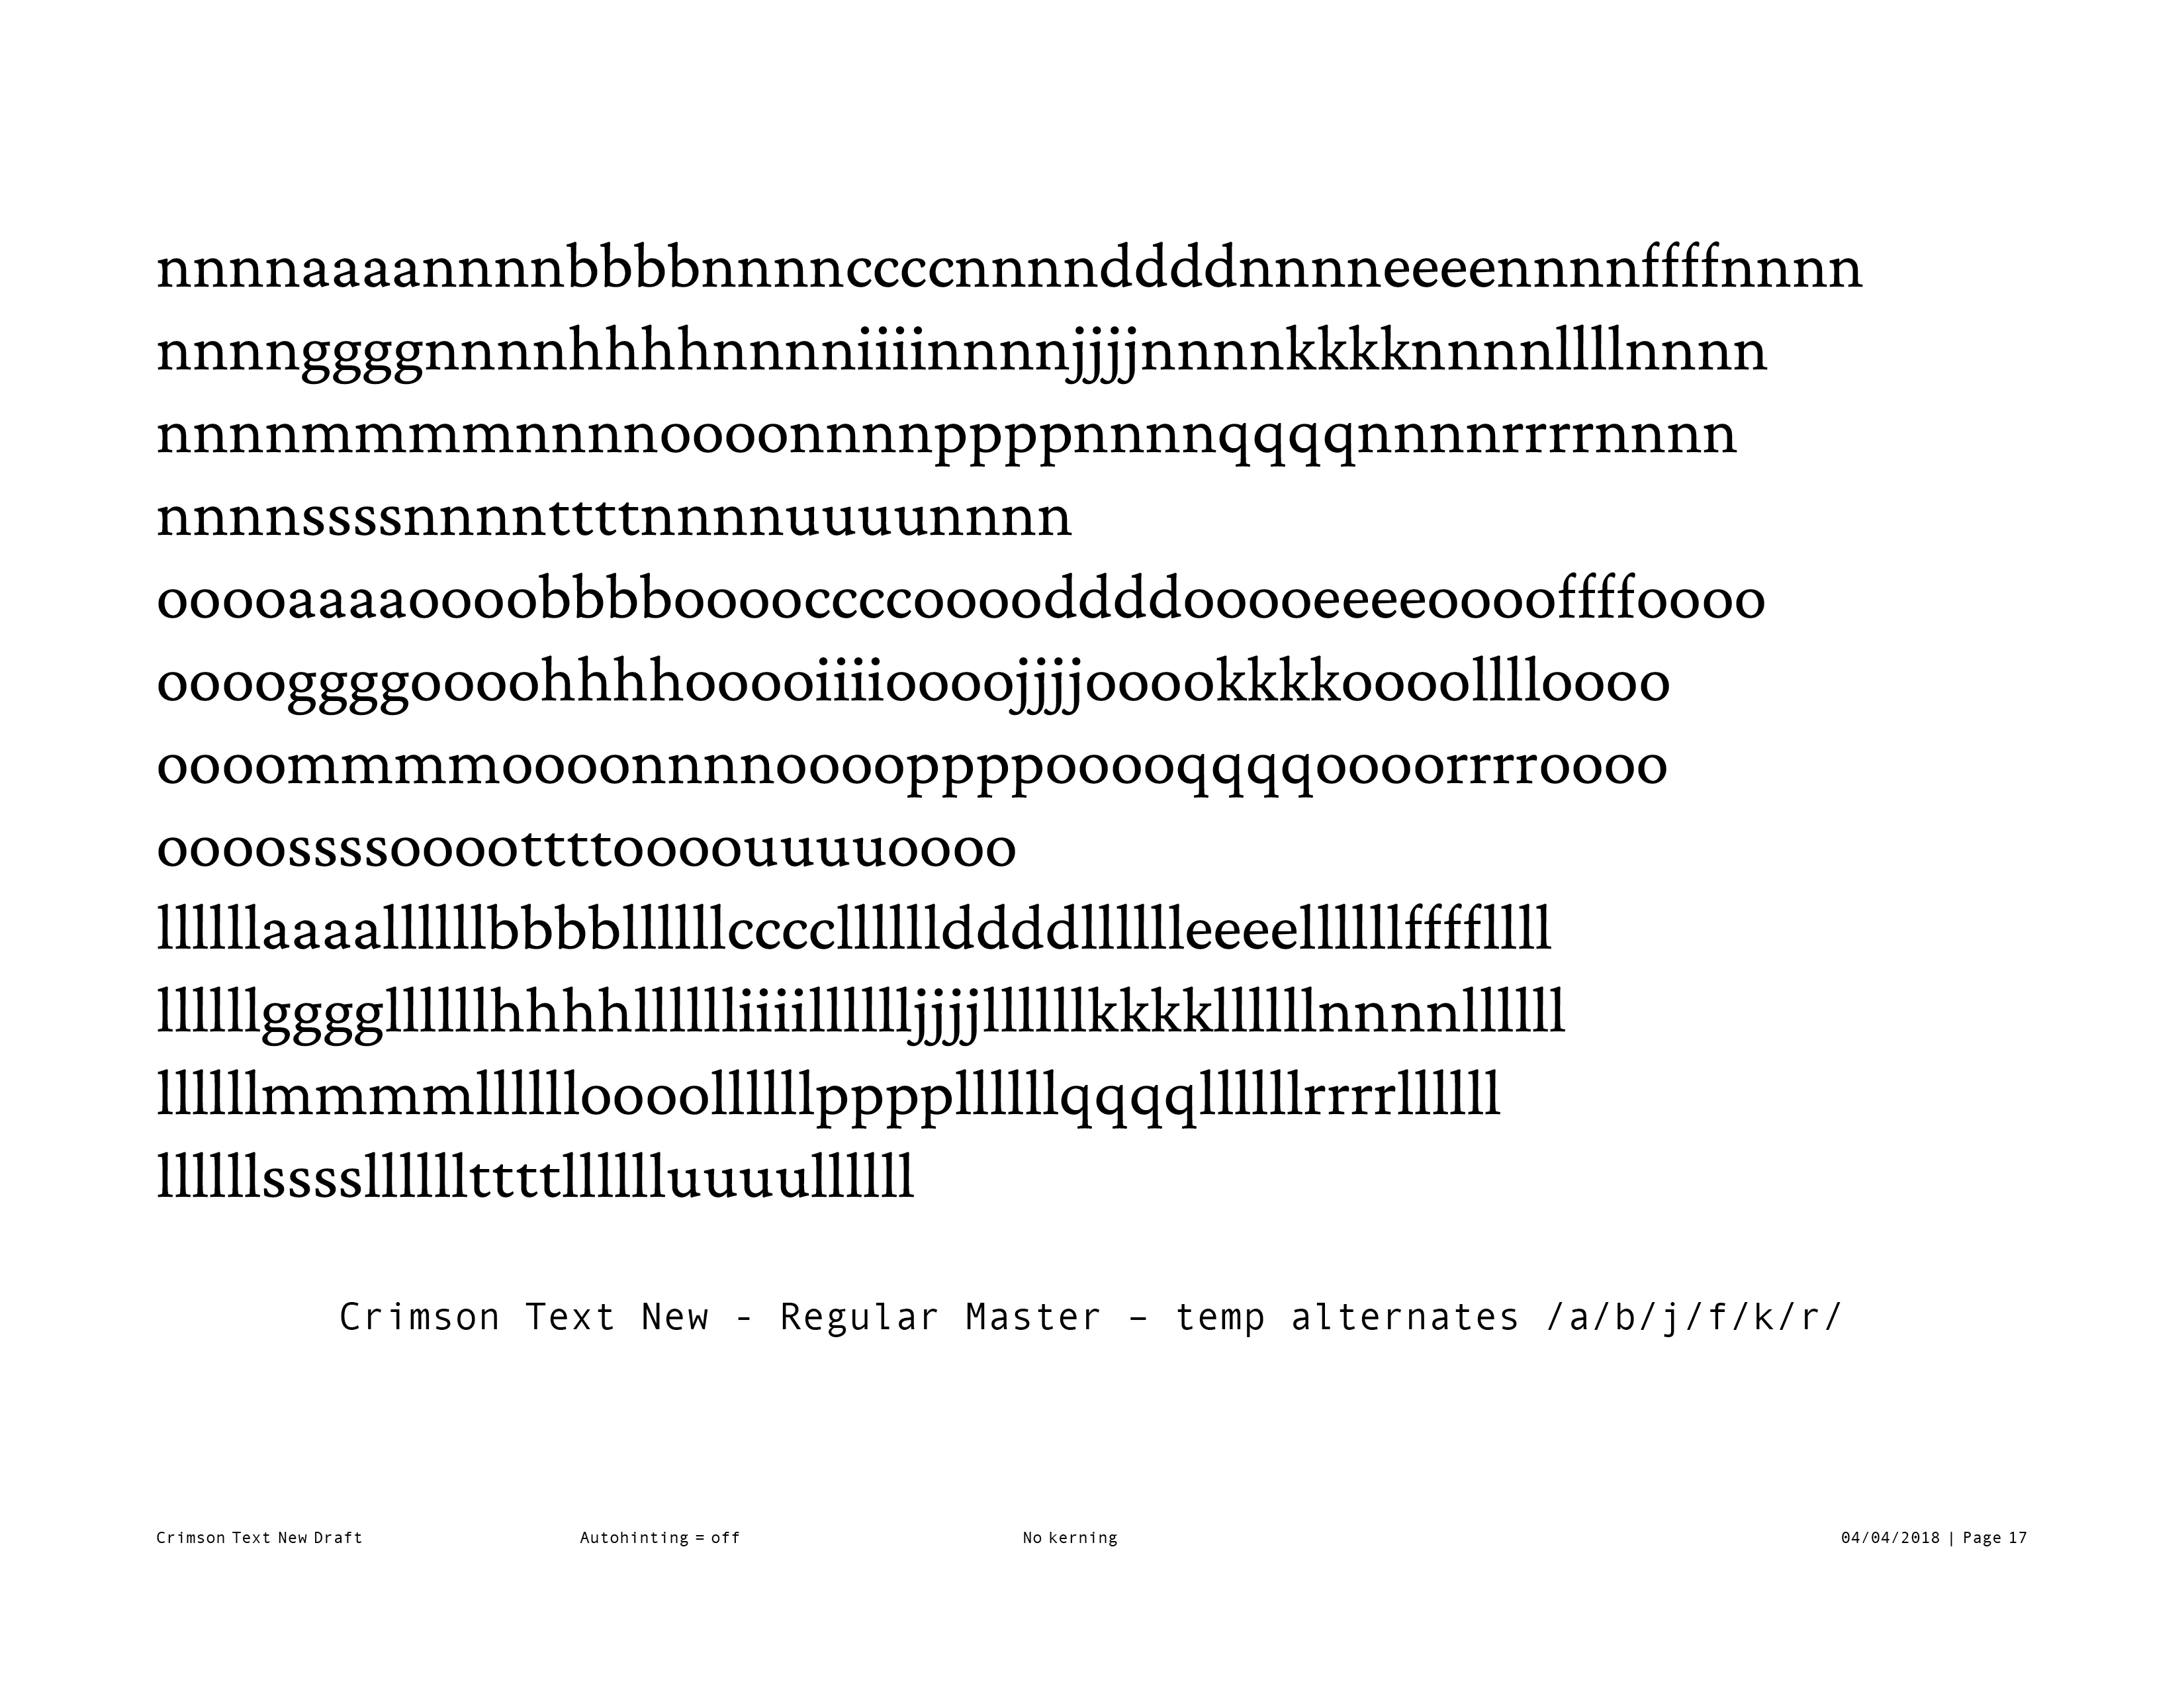 nnnnaaaannnnbbbbnnnnccccnnnnddddnnnneeeennnnffffnnnn
nnnnggggnnnnhhhhnnnniiiinnnnjjjjnnnnkkkknnnnllllnnnn
nnnnmmmmnnnnoooonnnnppppnnnnqqqqnnnnrrrrnnnn
nnnnssssnnnnttttnnnnuuuunnnn
ooooaaaaoooobbbbooooccccooooddddooooeeeeooooffffoooo
ooooggggoooohhhhooooiiiioooojjjjooookkkkoooolllloooo
oooommmmoooonnnnooooppppooooqqqqoooorrrroooo
oooossssoooottttoooouuuuoooo
llllllaaaallllllbbbbllllllccccllllllddddlllllleeeellllllffffllll
llllllggggllllllhhhhlllllliiiilllllljjjjllllllkkkkllllllnnnnllllll
llllllmmmmlllllloooollllllppppllllllqqqqllllllrrrrllllll
llllllssssllllllttttlllllluuuullllll
Crimson Text New - Regular Master – temp alternates /a/b/j/f/k/r/
Crimson Text New Draft
Autohinting = off
No kerning
04/04/2018 | Page 17